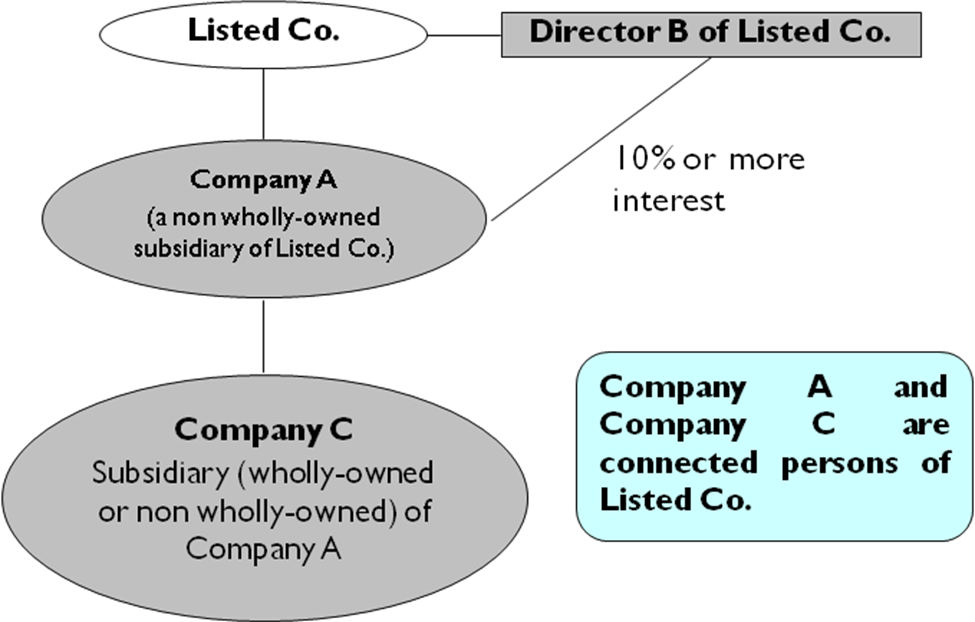 Listed Co.
Director B of Listed Co.
10% or more
interest
Company A
(a non wholly-owned
subsidiary of Listed Co.)
Company C
Subsidiary (wholly-owned
or non wholly-owned) of
Company A
Company A and
Company C are
connected persons of
Listed Co.